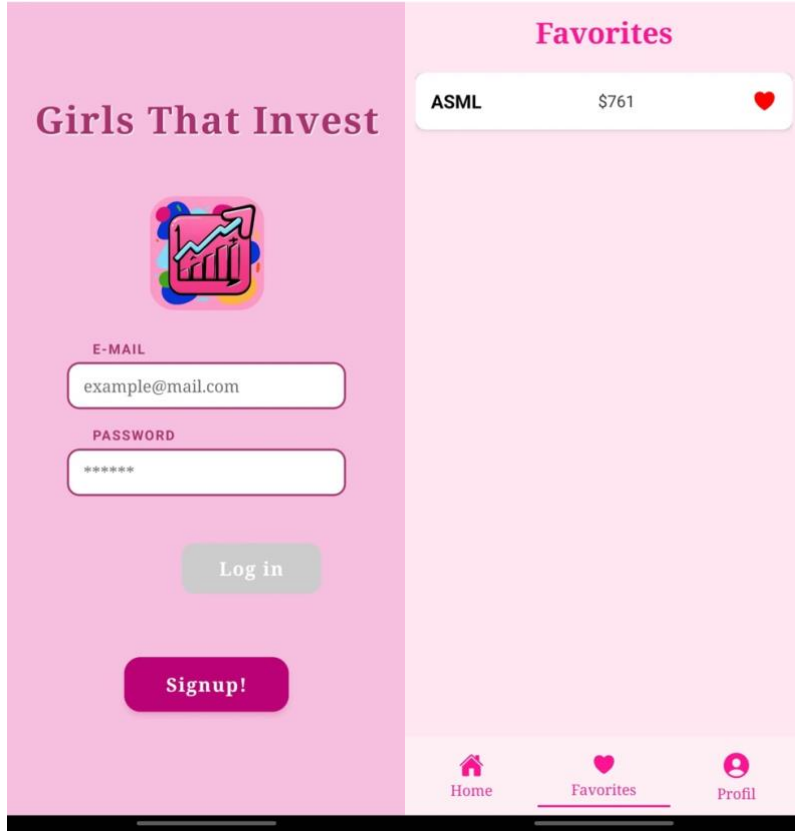 Girls That Invest
E-MAIL
example@mail.com
PASSWORD
******
Log in
Signup!
Favorites
ASML $761
Home Favorites Profil